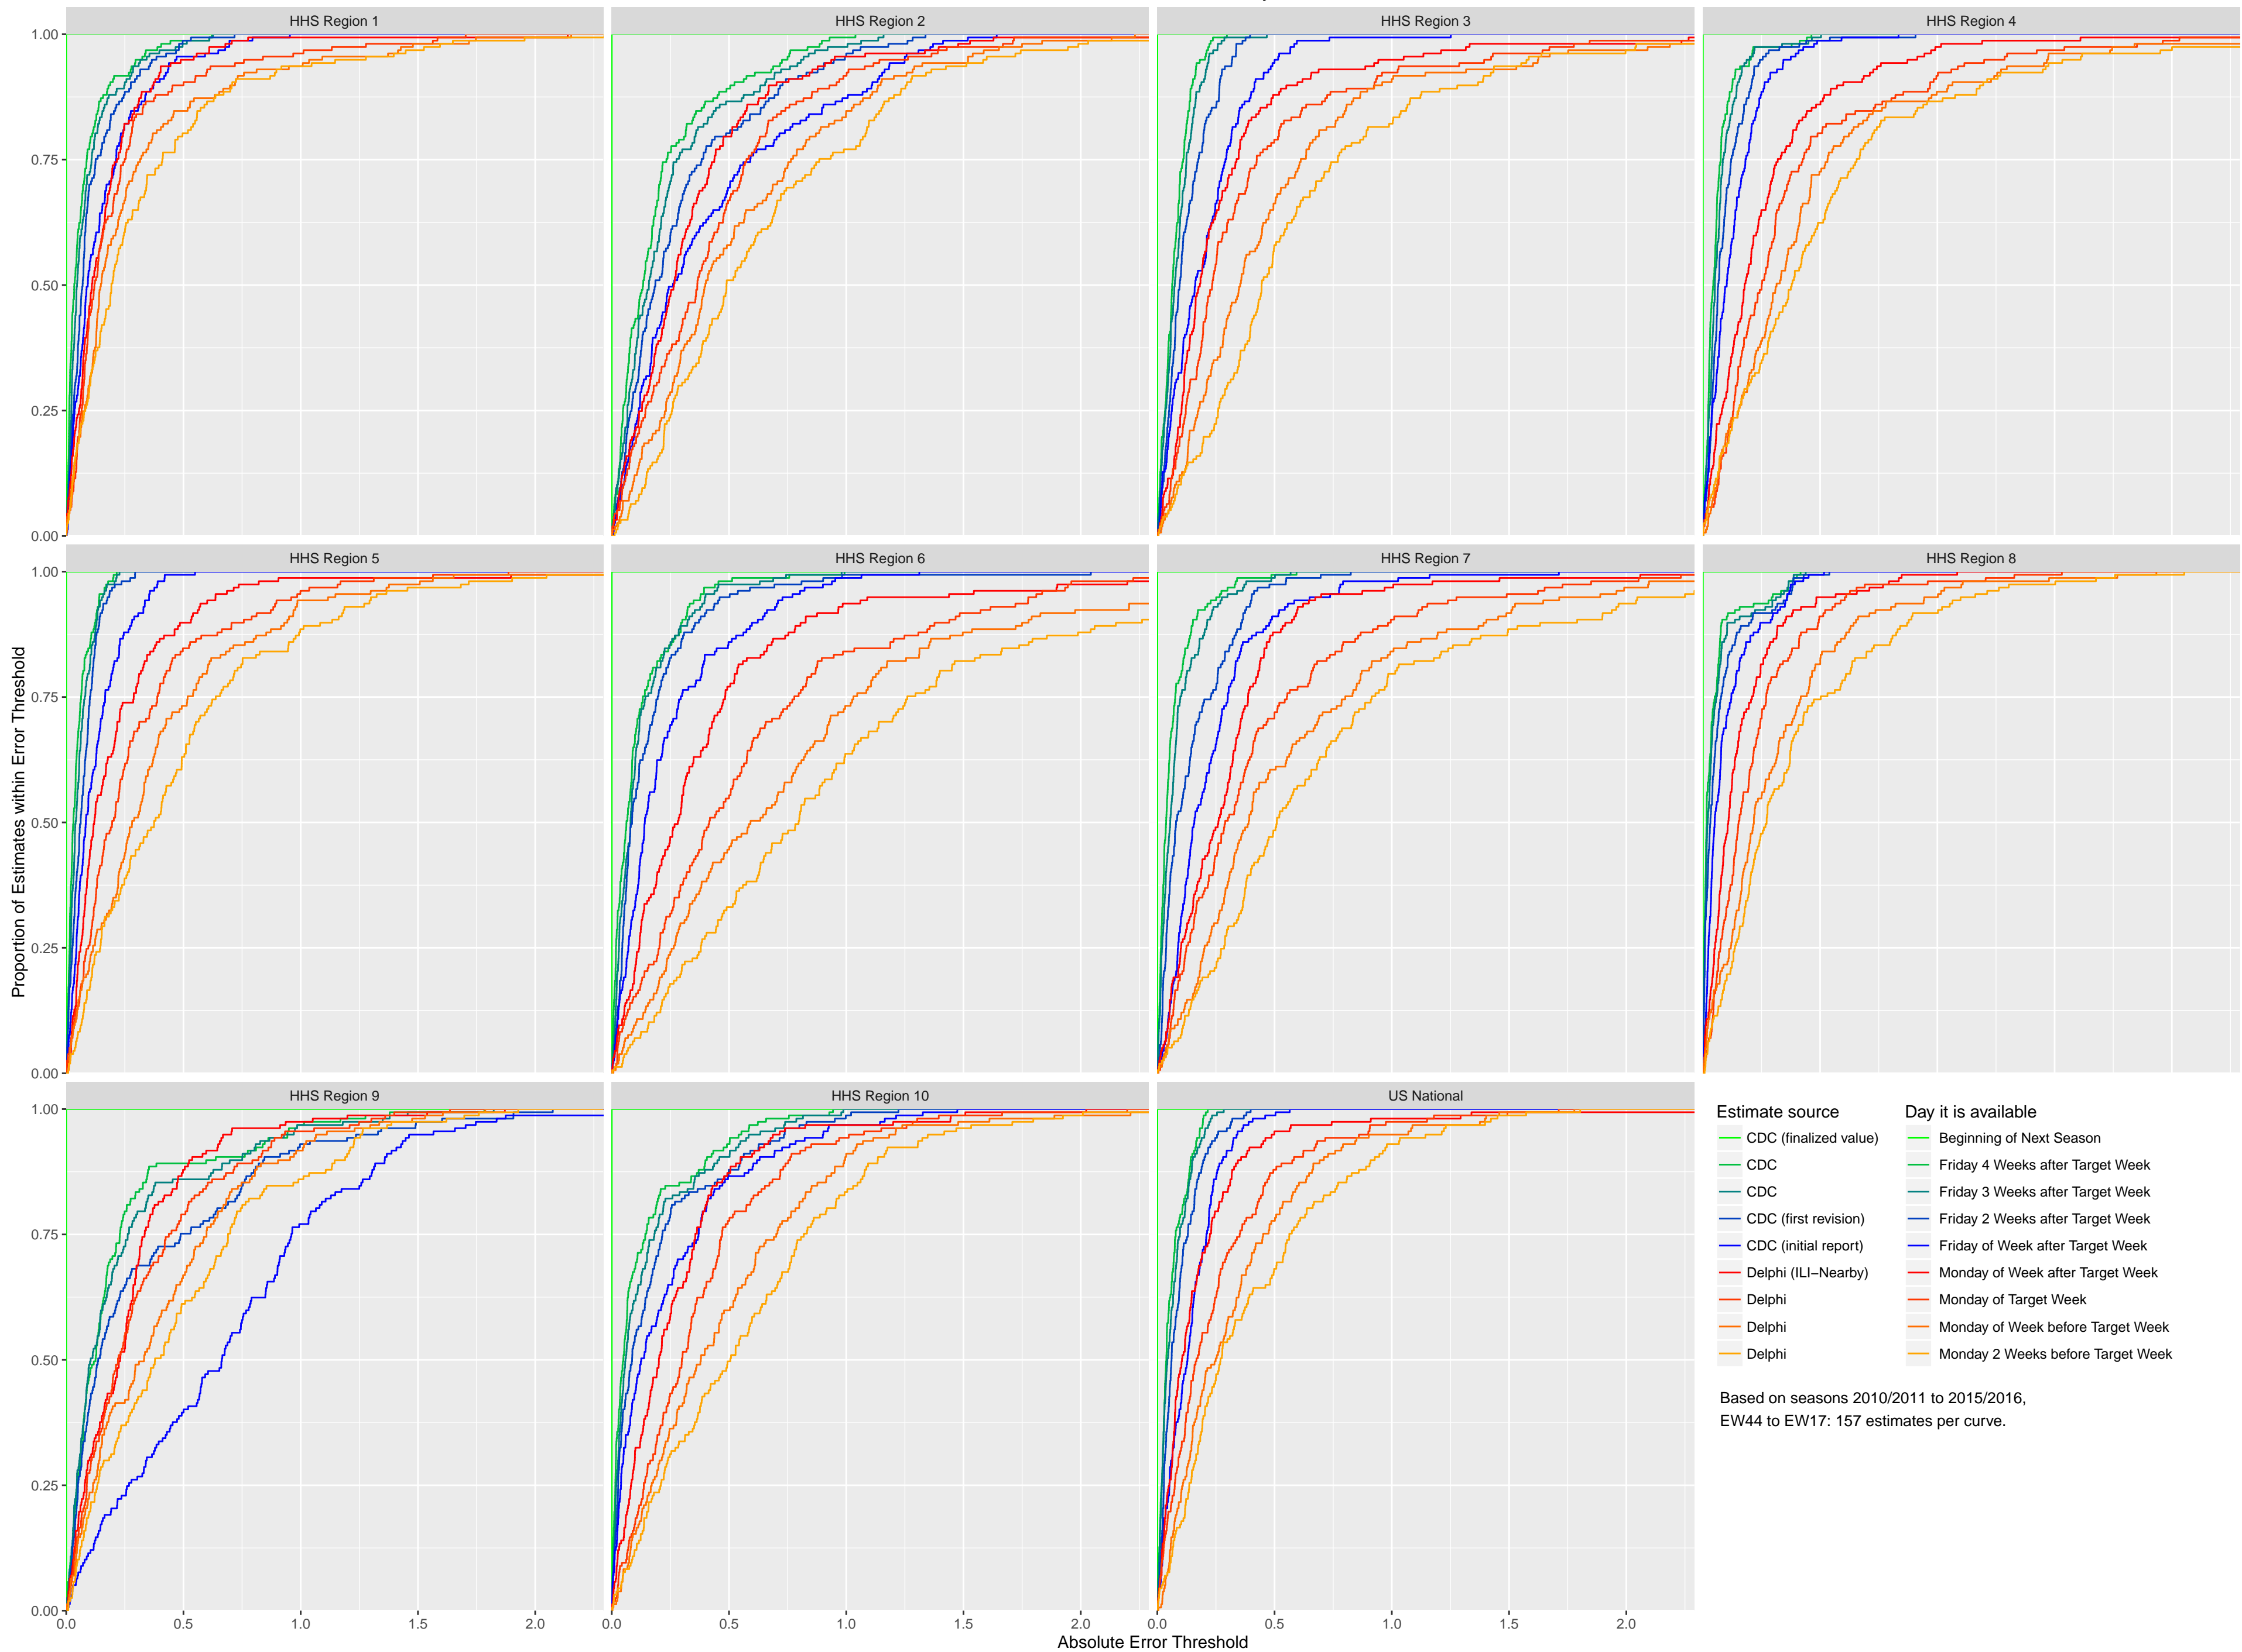 HHS Region 1
HHS Region 2
HHS Region 3
HHS Region 4
1.00
0.75
0.50
0.25
0.00
HHS Region 5
HHS Region 6
HHS Region 7
HHS Region 8
1.00
0.75
0.50
0.25
0.00
Proportion of Estimates within Error Threshold
HHS Region 9
HHS Region 10
US National
1.00
0.75
0.50
0.25
0.00
0.0 0.5 1.0 1.5 2.0
0.0 0.5 1.0 1.5 2.0
0.0 0.5 1.0 1.5 2.0
Absolute Error Threshold
Estimate source
CDC (finalized value)
CDC
CDC
CDC (first revision)
CDC (initial report)
Delphi (ILI−Nearby)
Delphi
Delphi
Delphi
Day it is available
Beginning of Next Season
Friday 4 Weeks after Target Week
Friday 3 Weeks after Target Week
Friday 2 Weeks after Target Week
Friday of Week after Target Week
Monday of Week after Target Week
Monday of Target Week
Monday of Week before Target Week
Monday 2 Weeks before Target Week
Based on seasons 2010/2011 to 2015/2016,
EW44 to EW17: 157 estimates per curve.